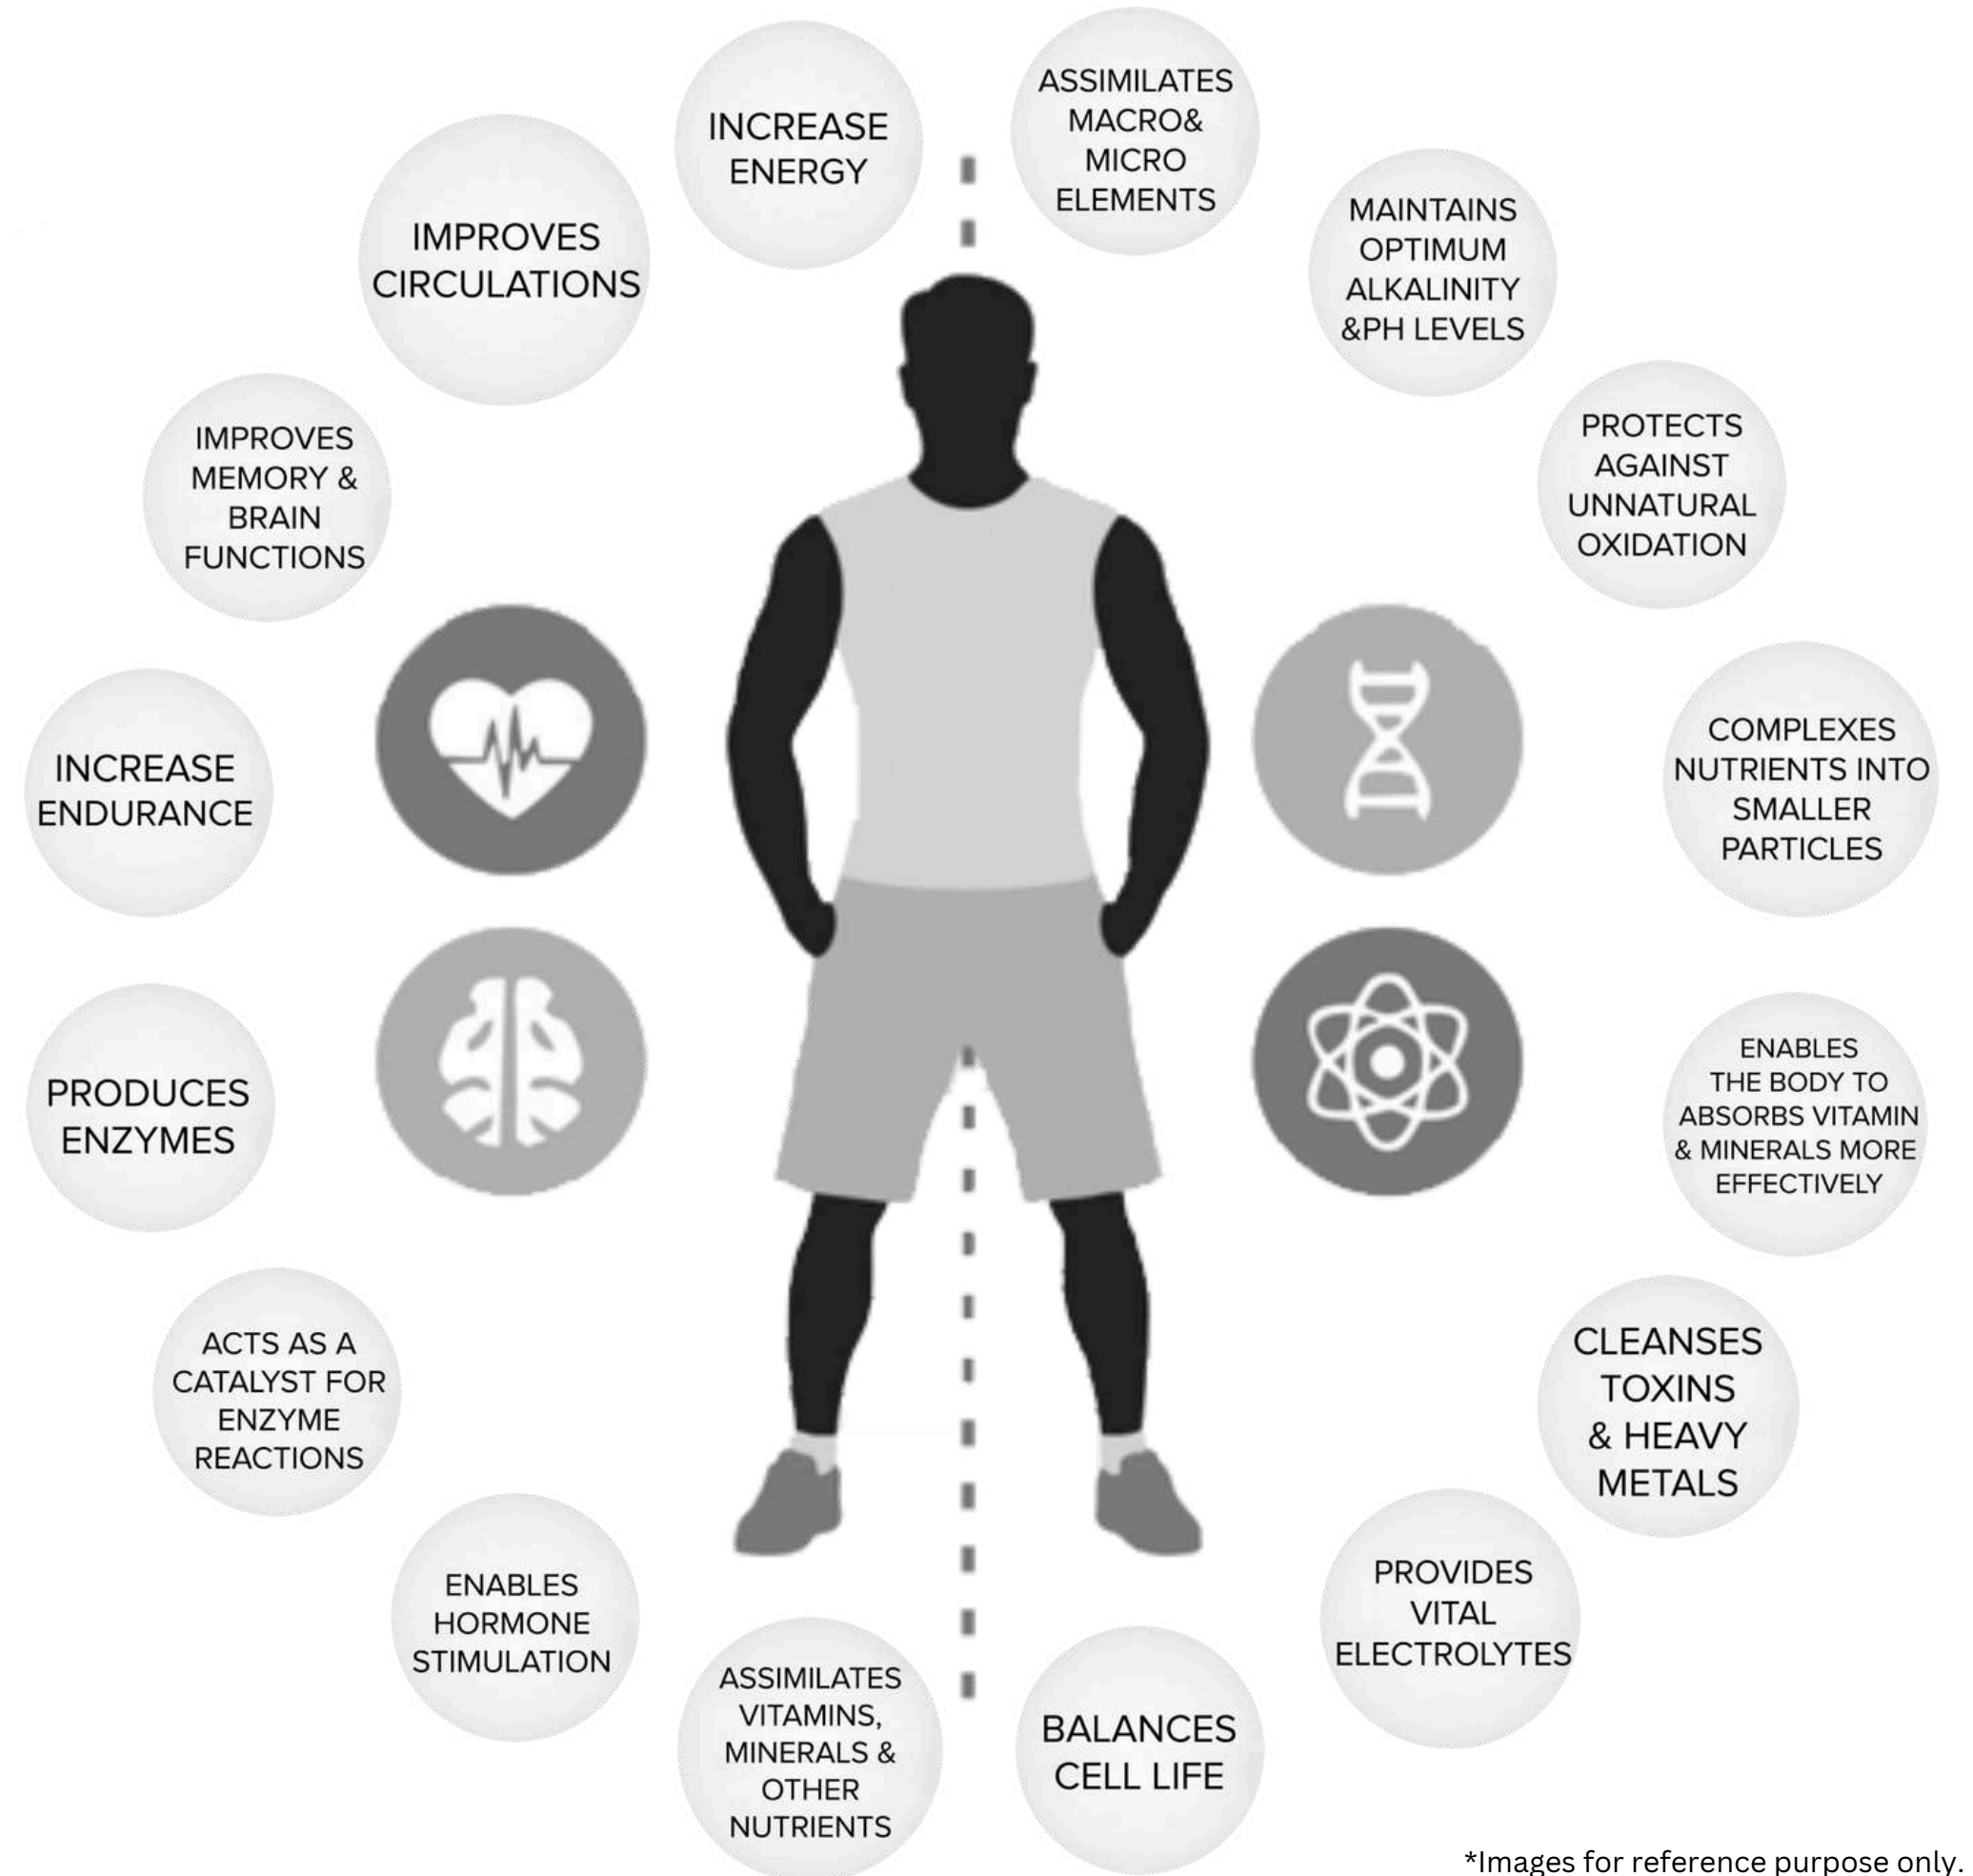 INCREASE
ENERGY
ASSIMILATES
MACRO&
MICRO
ELEMENTS
IMPROVES
CIRCULATIONS
MAINTAINS
OPTIMUM
ALKALINITY
&PH LEVELS
IMPROVES
MEMORY &
BRAIN
FUNCTIONS
PROTECTS
AGAINST
UNNATURAL
OXIDATION
INCREASE
ENDURANCE
COMPLEXES
NUTRIENTS INTO
SMALLER
PARTICLES
PRODUCES
ENZYMES
ENABLES
THE BODY TO
ABSORBS VITAMIN
& MINERALS MORE
EFFECTIVELY
ACTS AS A
CATALYST FOR
ENZYME
REACTIONS
CLEANSES
TOXINS
& HEAVY
METALS
ENABLES
HORMONE
STIMULATION
PROVIDES
VITAL
ELECTROLYTES
ASSIMILATES
VITAMINS,
MINERALS &
OTHER
NUTRIENTS
BALANCES
CELL LIFE
*Images for reference purpose only.